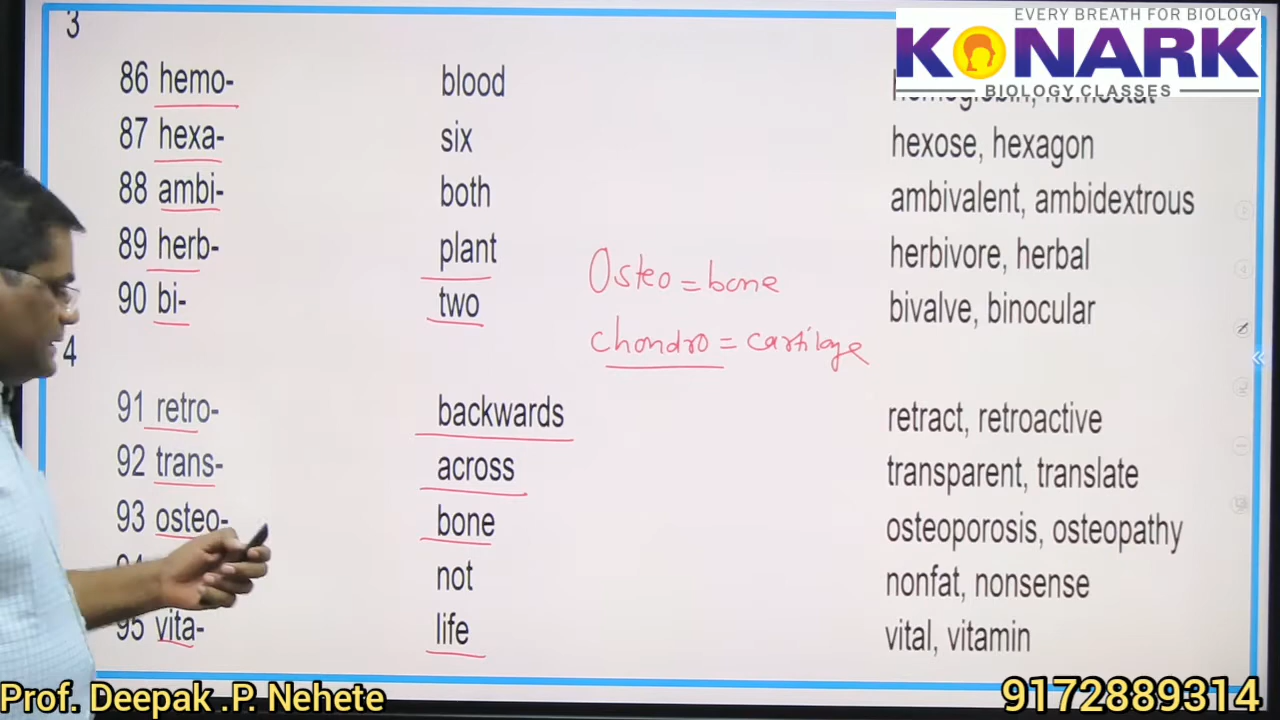 EVERY BREATH FOR BIOLOGY
KONARK
BIOLOGY CLASSES
3
86 hemo- blood
87 hexa- six hexose, hexagon
88 ambi- both ambivalent, ambidextrous
89 herb- plant herbivore, herbal
Osteo = bone
90 bi- two bivalve, binocular
chondro = cartilage
4
91 retro- backwards retract, retroactive
92 trans- across transparent, translate
93 osteo- bone osteoporosis, osteopathy
not nonfat, nonsense
95 vita- life vital, vitamin
Prof. Deepak .P. Nehete 9172889314